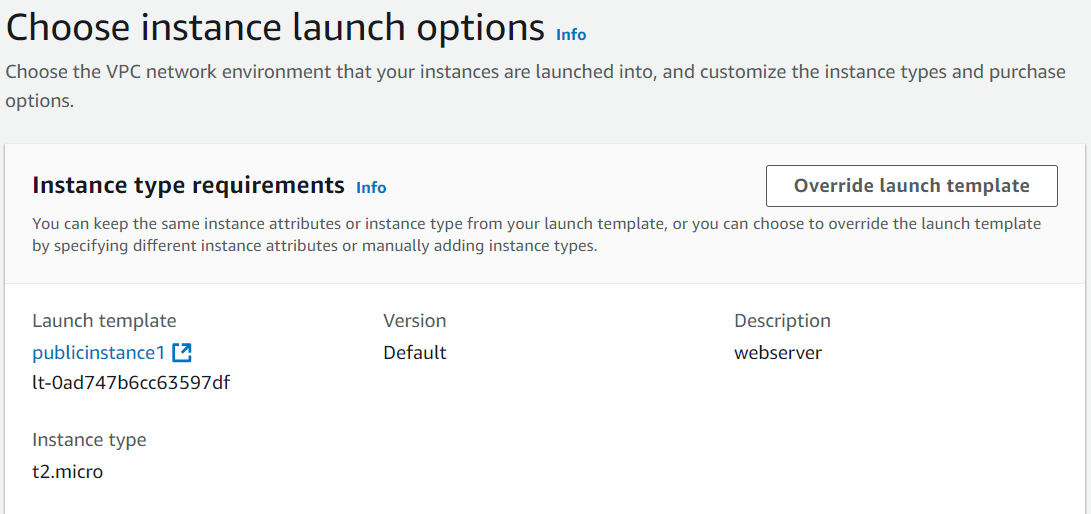 Choose instance launch options Info
Choose the VPC network environment that your instances are launched into, and customize the instance types and purchase
options.
Instance type requirements Info
Override launch template
You can keep the same instance attributes or instance type from your launch template, or you can choose to override the launch template
by specifying different instance attributes or manually adding instance types.
Launch template
Version
Description
publicinstance1
Default
webserver
lt-0ad747b6cc63597df
Instance type
t2.micro